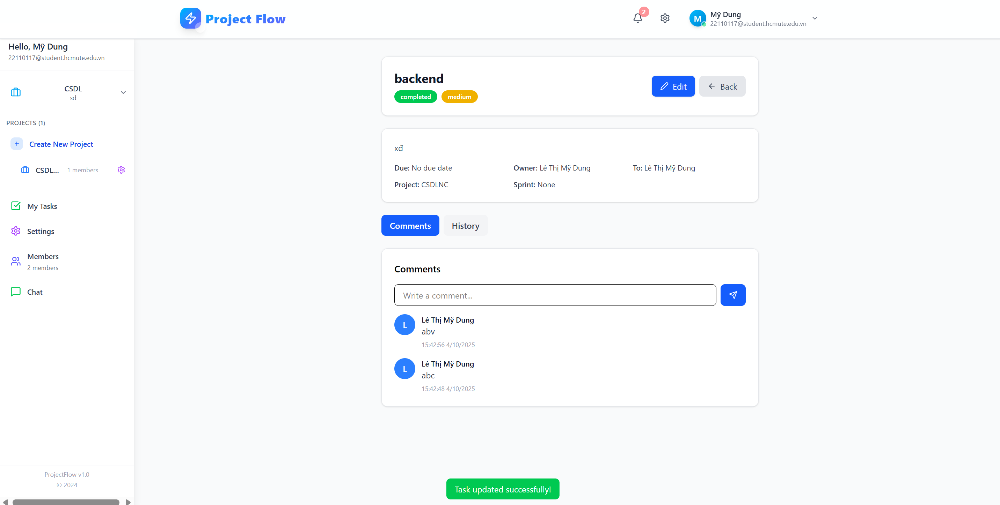 Project Flow
2
M
Mỹ Dung
22110117@student.hcmute.edu.vn
Hello, Mỹ Dung
22110117@student.hcmute.edu.vn
CSDL
sd
PROJECTS (1)
+ Create New Project
CSDL... 1 members
My Tasks
Settings
Members
2 members
Chat
ProjectFlow v1.0
© 2024
backend
completed medium
Edit Back
xđ
Due: No due date Owner: Lê Thị Mỹ Dung To: Lê Thị Mỹ Dung
Project: CSDLNC Sprint: None
Comments History
Comments
Write a comment...
L
Lê Thị Mỹ Dung
abv
15:42:56 4/10/2025
L
Lê Thị Mỹ Dung
abc
15:42:48 4/10/2025
Task updated successfully!